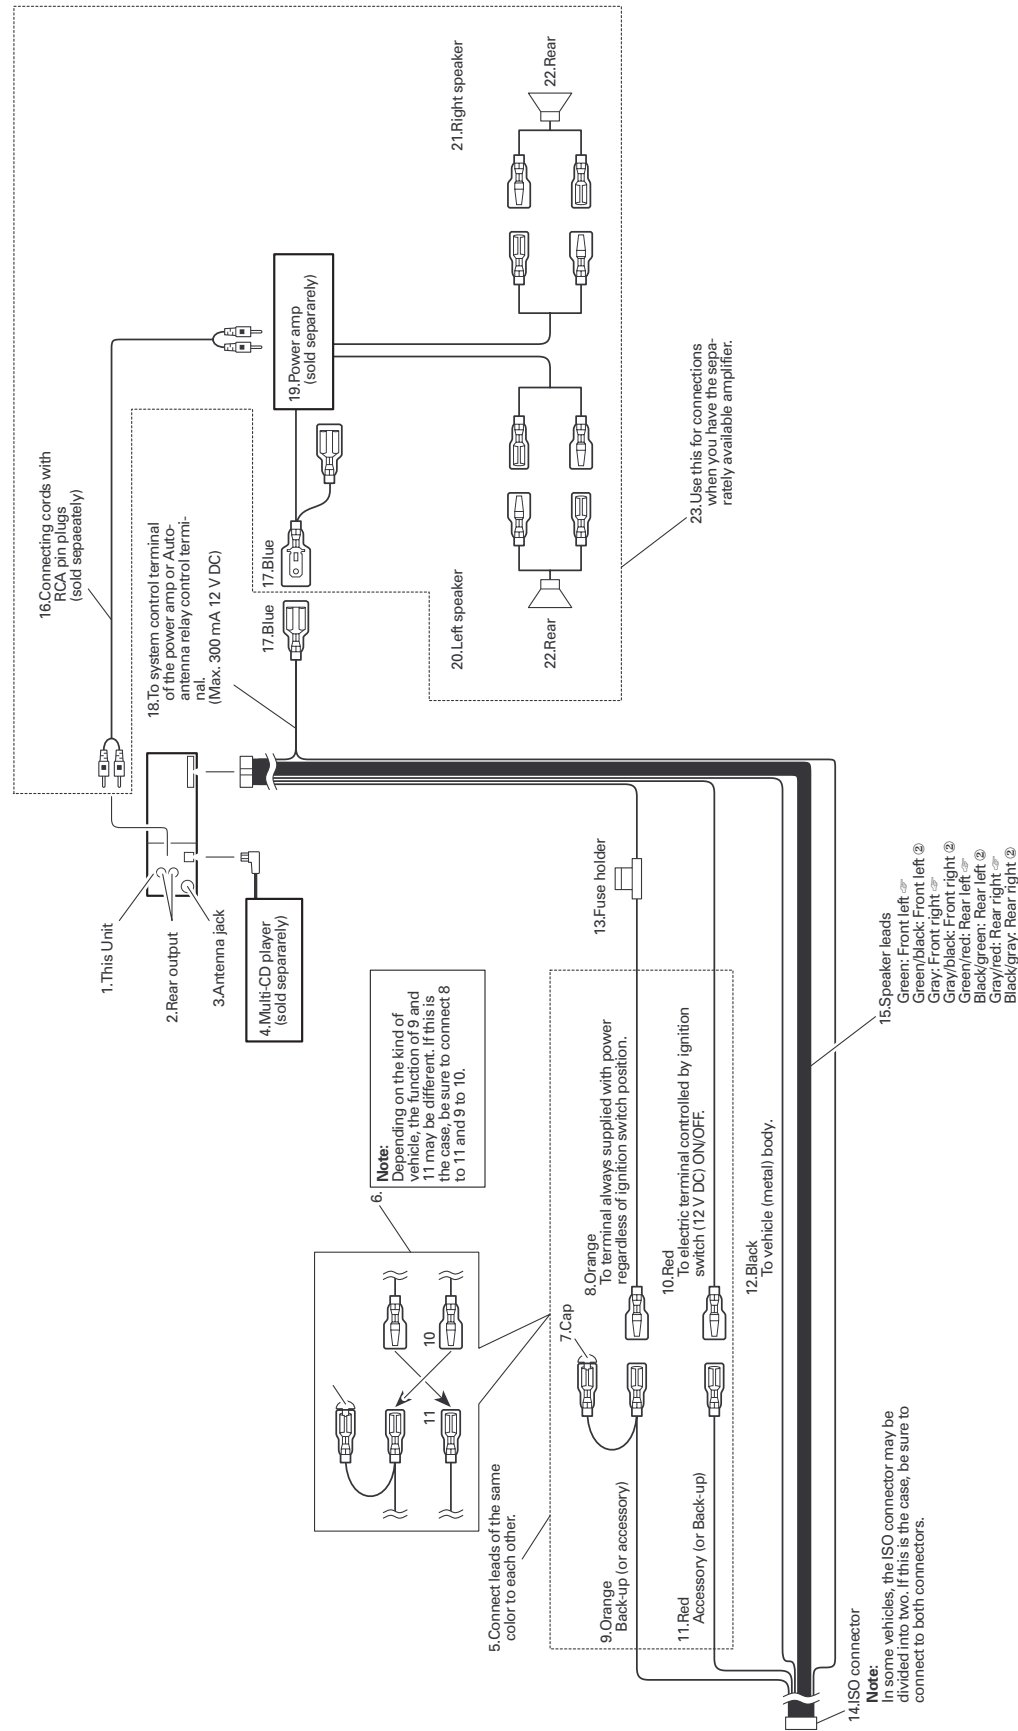 1.This Unit
2.Rear output
3.Antenna jack
4.Multi-CD player
(sold separarely)
5.Connect leads of the same
color to each other.
6.
Note:
Depending on the kind of
vehicle, the function of 9 and
11 may be different. If this is
the case, be sure to connect 8
to 11 and 9 to 10.
10
11
7.Cap
8.Orange
To terminal always supplied with power
regardless of ignition switch position.
9.Orange
Back-up (or accessory)
10.Red
To electric terminal controlled by ignition
switch (12 V DC) ON/OFF.
11.Red
Accessory (or Back-up)
12.Black
To vehicle (metal) body.
13.Fuse holder
14.ISO connector
Note:
In some vehicles, the ISO connector may be
divided into two. If this is the case, be sure to
connect to both connectors.
15.Speaker leads
Green: Front left ☞
Green/black: Front left ②
Gray: Front right ☞
Gray/black: Front right ②
Green/red: Rear left ☞
Black/green: Rear left ②
Gray/red: Rear right ☞
Black/gray: Rear right ②
16.Connecting cords with
RCA pin plugs
(sold sepaeately)
17.Blue
17.Blue
18.To system control terminal
of the power amp or Auto-
antenna relay control termi-
nal.
(Max. 300 mA 12 V DC)
19.Power amp
(sold separarely)
20.Left speaker
22.Rear
21.Right speaker
22.Rear
23.Use this for connections
when you have the sepa-
rately available amplifier.